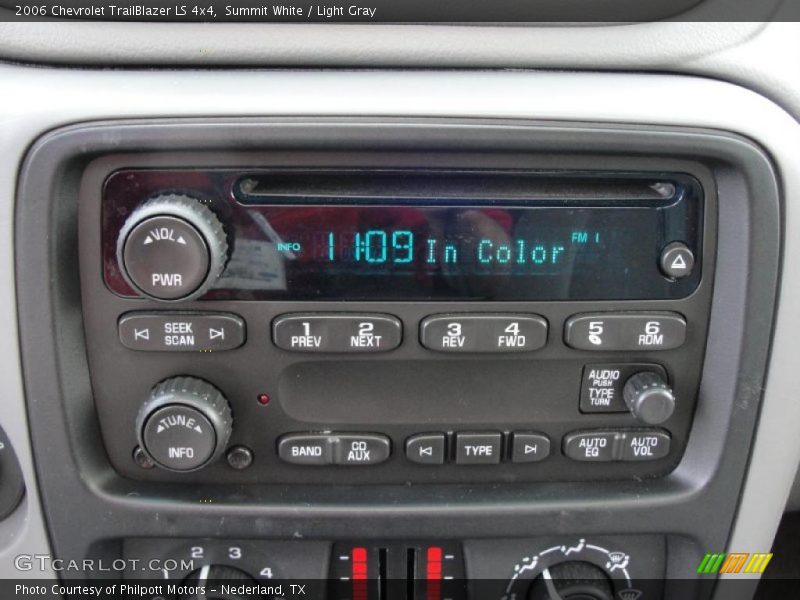 2006 Chevrolet TrailBlazer LS 4x4, Summit White / Light Gray
VOL
PWR
INFO 11:09 In Color FM 1
SEEK
SCAN
1
PREV
2
NEXT
3
REV
4
FWD
5
6
RDM
AUDIO
PUSH
TYPE
TURN
TUNE
INFO
BAND
CD
AUX
TYPE
AUTO
EQ
AUTO
VOL
1 2 3 4
GTCARLOT.COM
Photo Courtesy of Philpott Motors – Nederland, TX